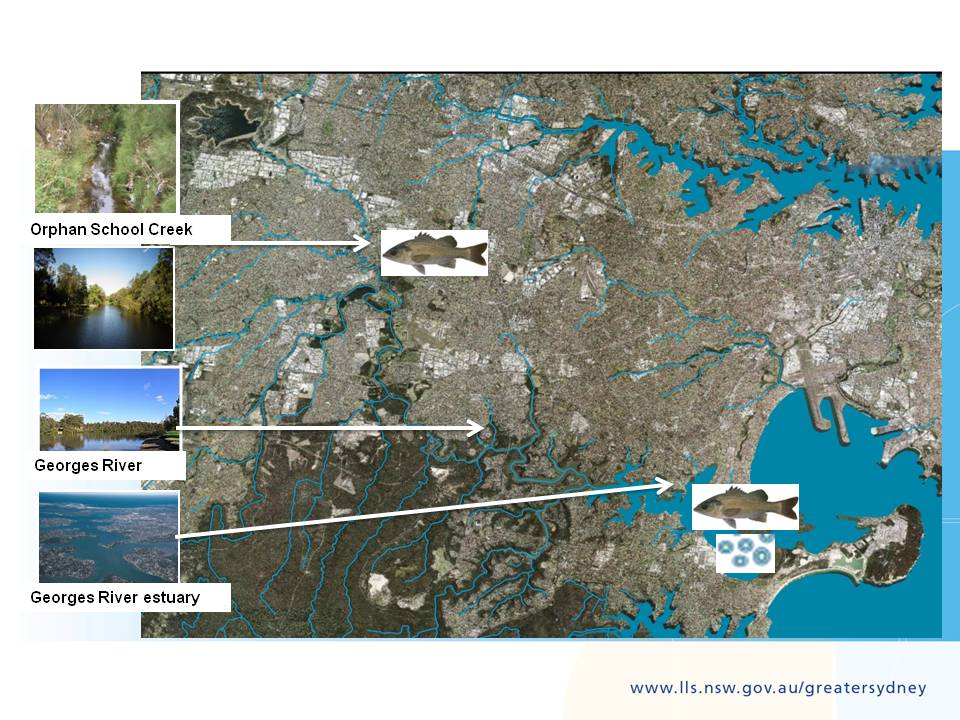 Orphan School Creek
Georges River
Georges River estuary
www.lls.nsw.gov.au/greatersydney